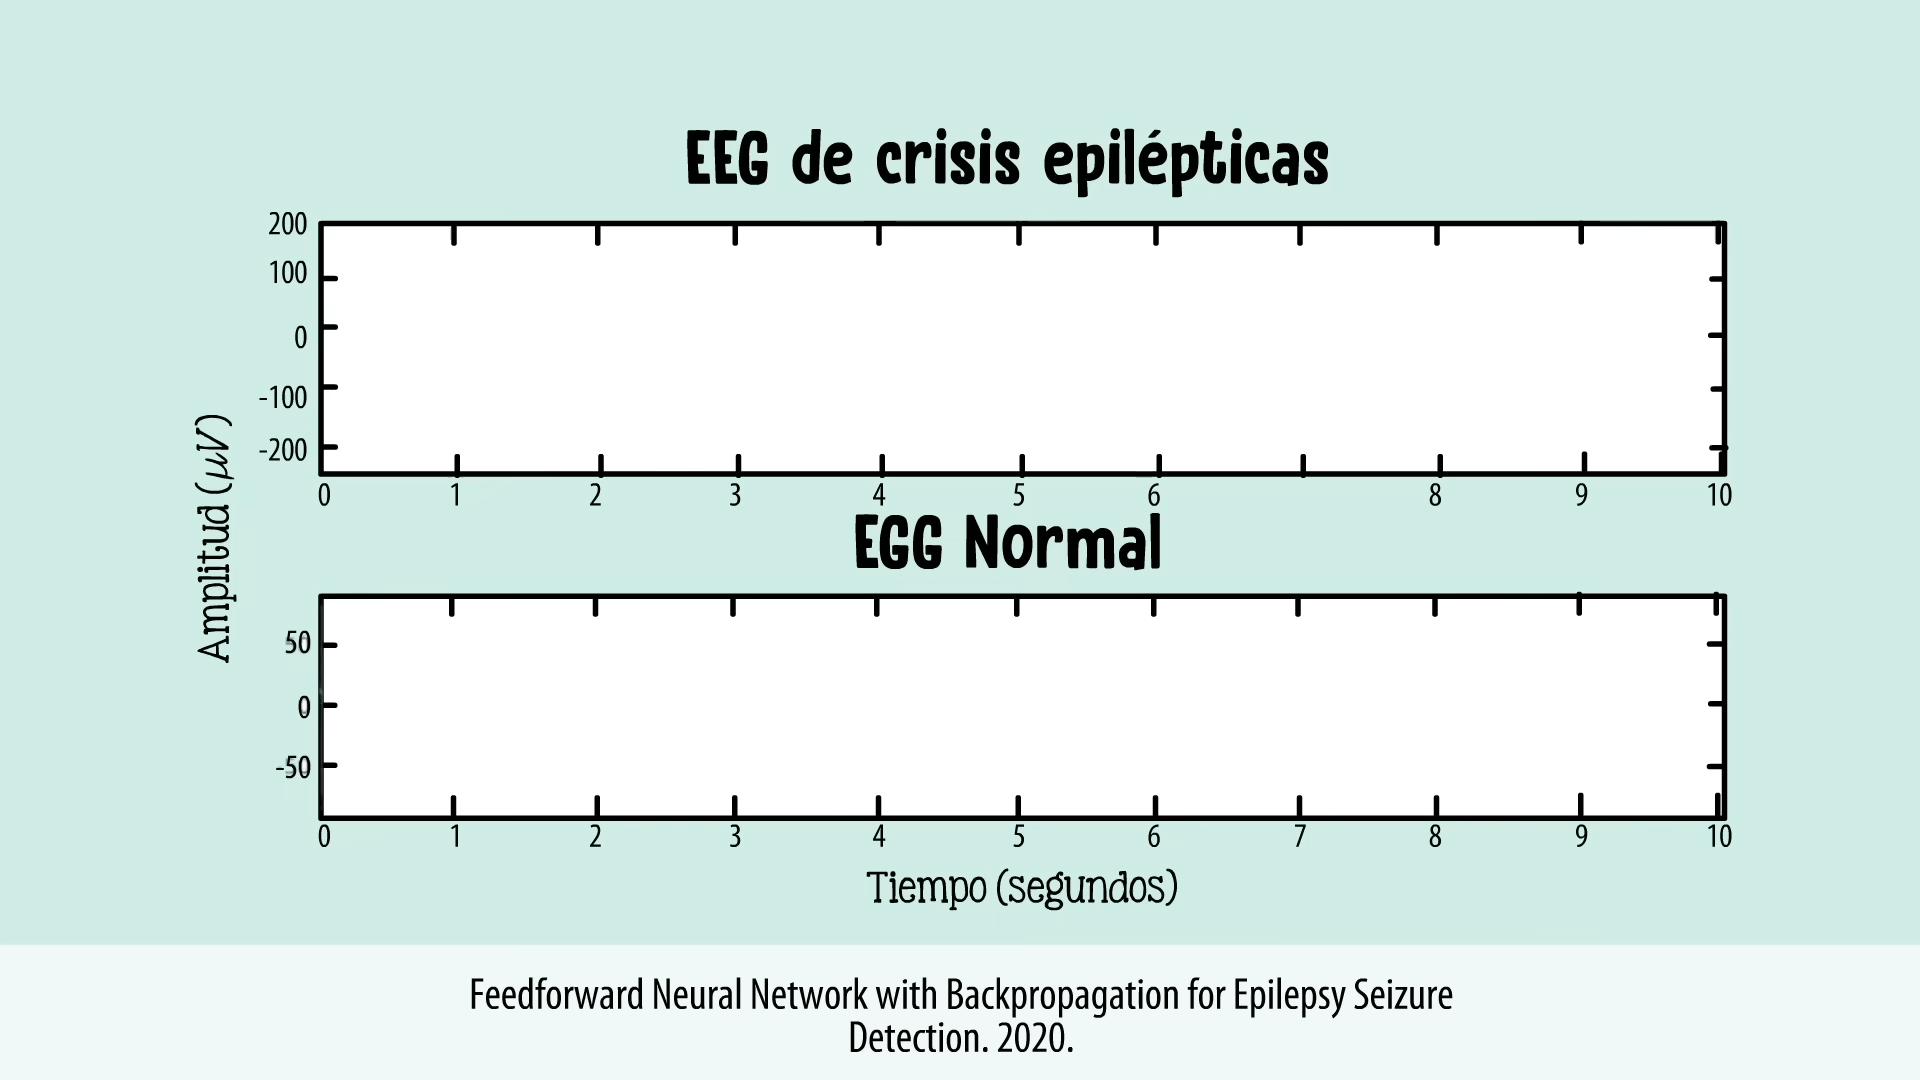 EEG de crisis epilépticas
200
100
0
-100
-200
0 1 2 3 4 5 6 8 9 10
Amplitud (µV)
EGG Normal
50
0
-50
0 1 2 3 4 5 6 7 8 9 10
Tiempo (segundos)
Feedforward Neural Network with Backpropagation for Epilepsy Seizure
Detection. 2020.